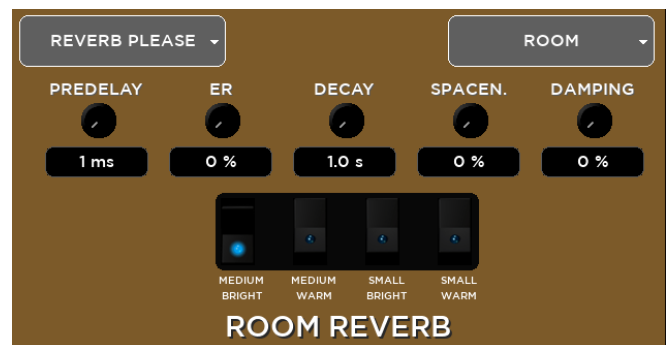 REVERB PLEASE
ROOM
PREDELAY ER DECAY SPACEN. DAMPING
1 ms 0 % 1.0 s 0 % 0 %
MEDIUM MEDIUM SMALL SMALL
BRIGHT WARM BRIGHT WARM
ROOM REVERB